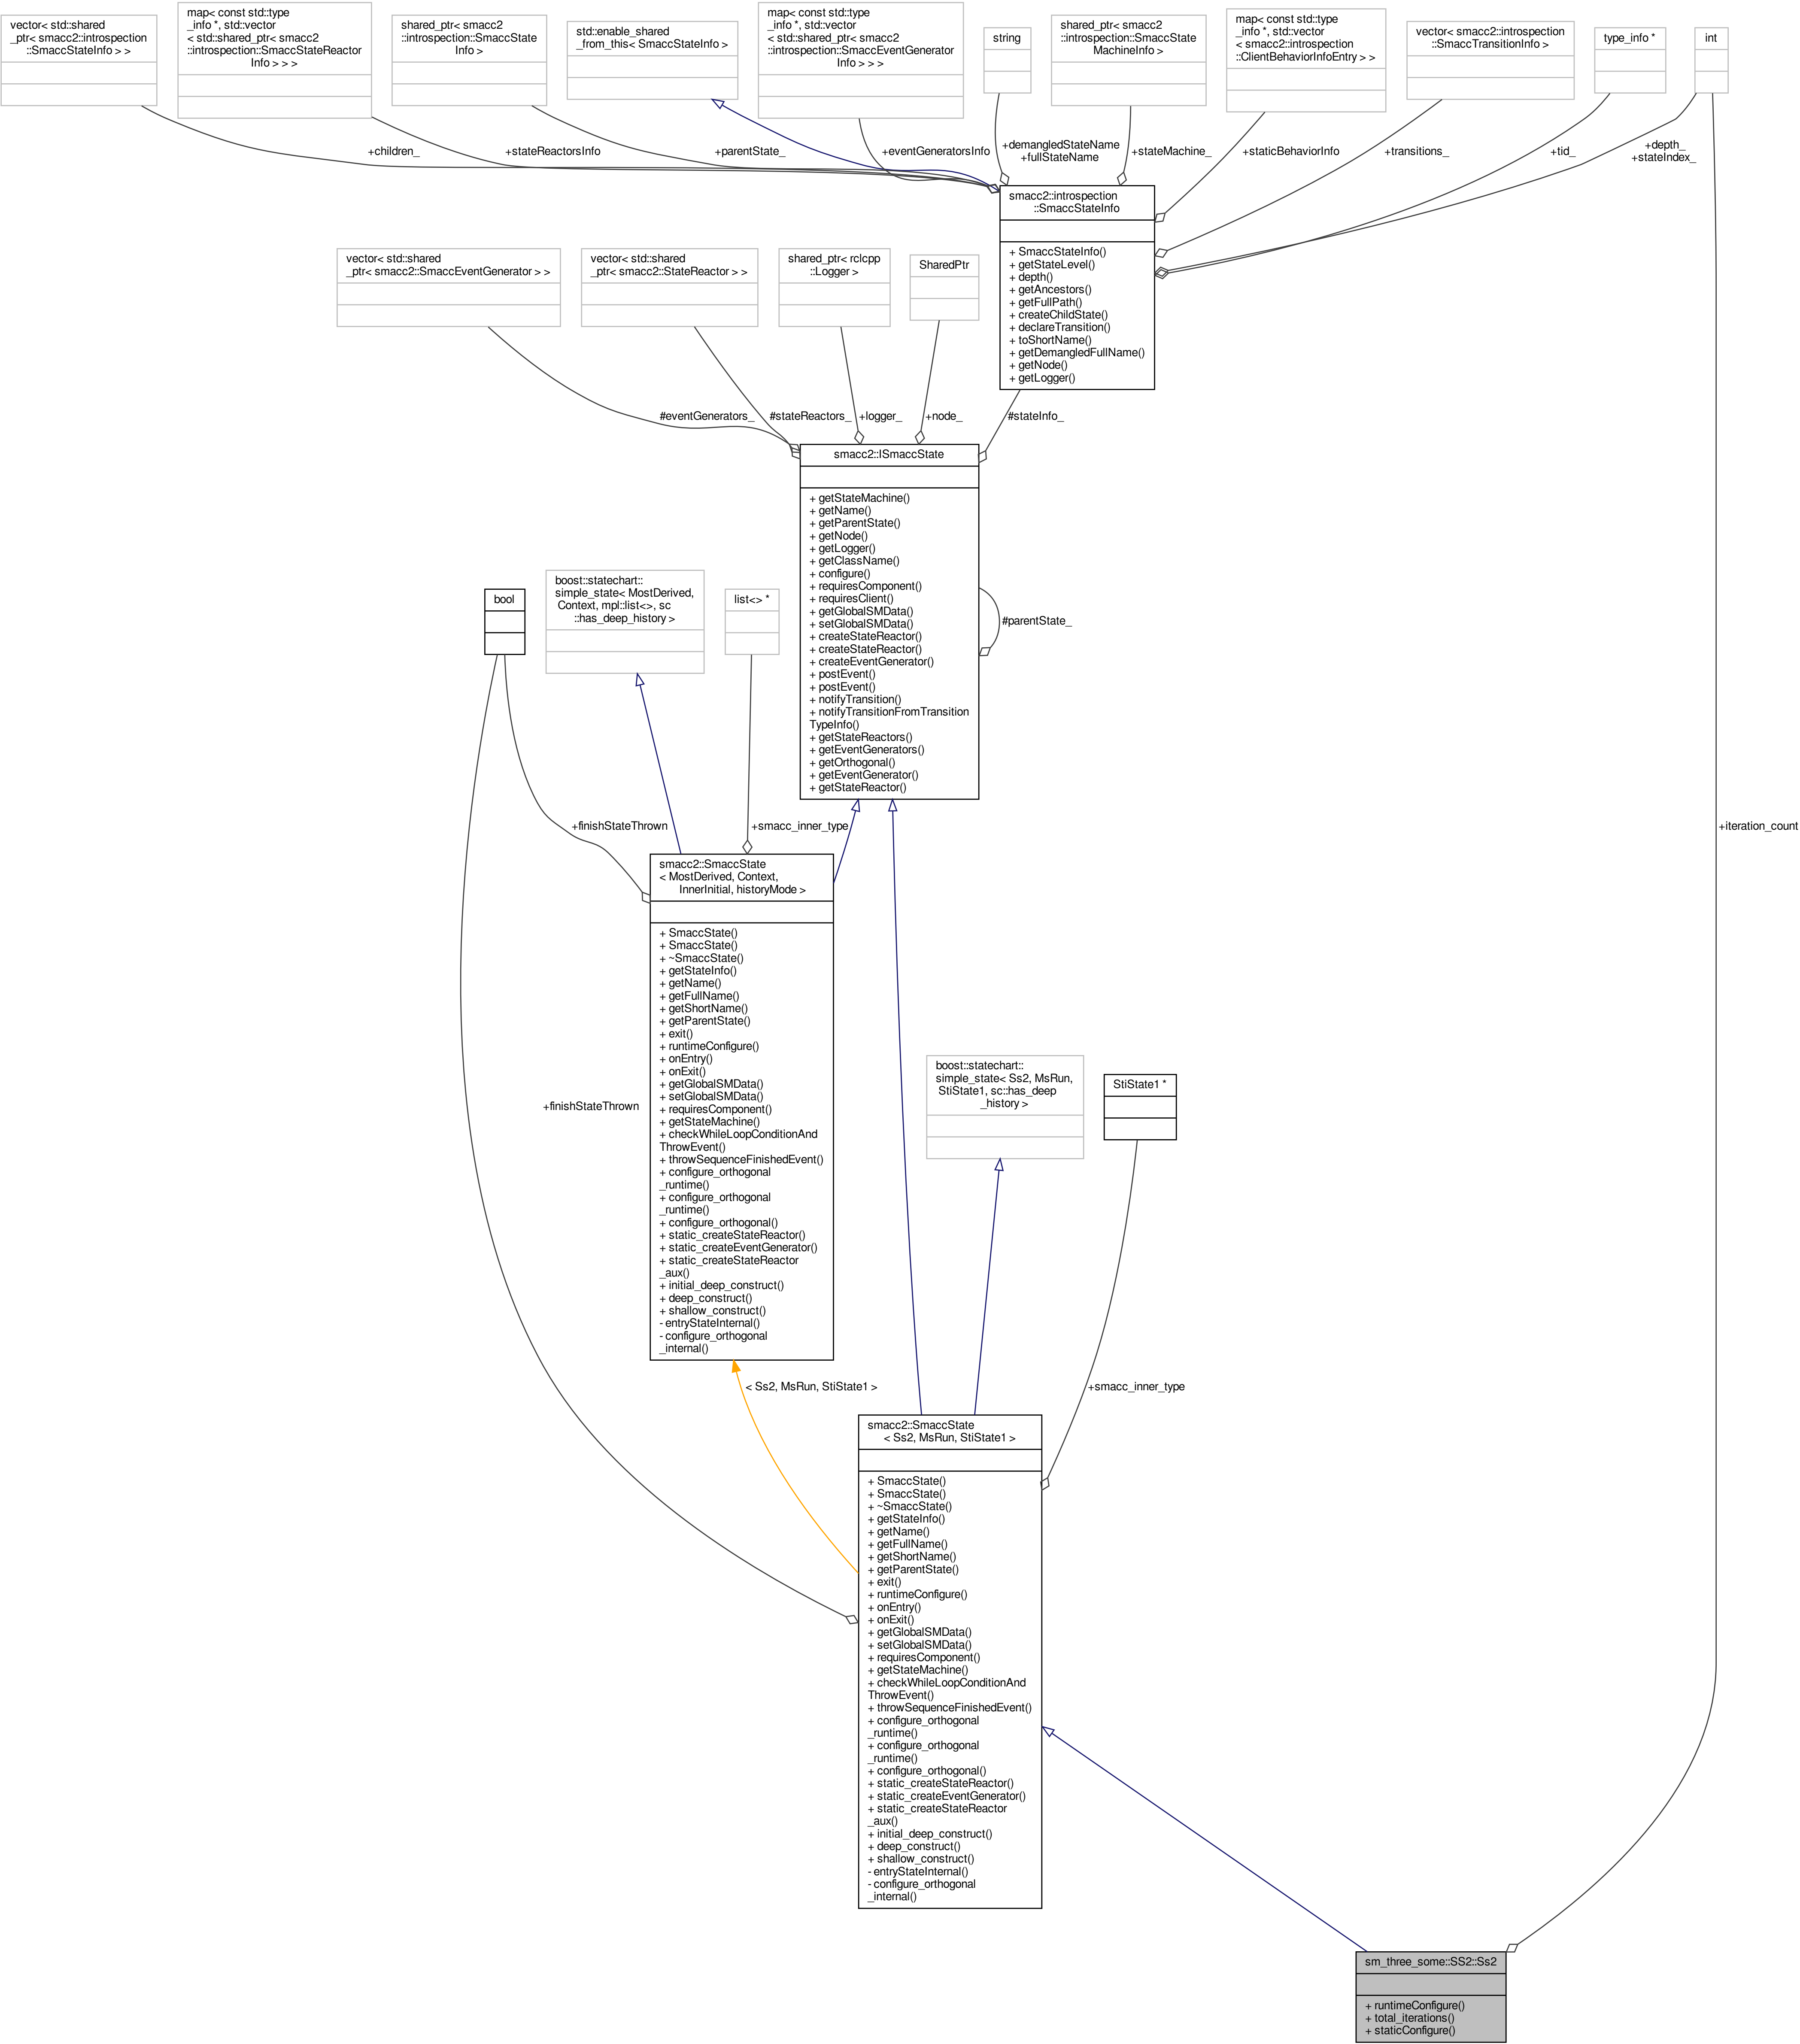 vector< std::shared
_ptr< smacc2::introspection
::SmaccStateInfo > >
map< const std::type
_info *, std::vector
< std::shared_ptr< smacc2
::introspection::SmaccStateReactor
Info > > >
shared_ptr< smacc2
::introspection::SmaccState
Info >
std::enable_shared
_from_this< SmaccStateInfo >
map< const std::type
_info *, std::vector
< std::shared_ptr< smacc2
::introspection::SmaccEventGenerator
Info > > >
string
shared_ptr< smacc2
::introspection::SmaccState
MachineInfo >
map< const std::type
_info *, std::vector
< smacc2::introspection
::ClientBehaviorInfoEntry > >
vector< smacc2::introspection
::SmaccTransitionInfo >
type_info *
int
+children_
+stateReactorsInfo
+parentState_
+eventGeneratorsInfo
+demangledStateName
+fullStateName
+stateMachine_
+staticBehaviorInfo
+transitions_
+tid_
+depth_
+stateIndex_
smacc2::introspection
::SmaccStateInfo
+ SmaccStateInfo()
+ getStateLevel()
+ depth()
+ getAncestors()
+ getFullPath()
+ createChildState()
+ declareTransition()
+ toShortName()
+ getDemangledFullName()
+ getNode()
+ getLogger()
vector< std::shared
_ptr< smacc2::SmaccEventGenerator > >
vector< std::shared
_ptr< smacc2::StateReactor > >
shared_ptr< rclcpp
::Logger >
SharedPtr
#eventGenerators_
#stateReactors_
+logger_
+node_
#stateInfo_
smacc2::ISmaccState
+ getStateMachine()
+ getName()
+ getParentState()
+ getNode()
+ getLogger()
+ getClassName()
+ configure()
+ requiresComponent()
+ requiresClient()
+ getGlobalSMData()
+ setGlobalSMData()
+ createStateReactor()
+ createStateReactor()
+ createEventGenerator()
+ postEvent()
+ postEvent()
+ notifyTransition()
+ notifyTransitionFromTransition
TypeInfo()
+ getStateReactors()
+ getEventGenerators()
+ getOrthogonal()
+ getEventGenerator()
+ getStateReactor()
#parentState_
bool
boost::statechart::
simple_state< MostDerived,
Context, mpl::list<>, sc
::has_deep_history >
list<> *
+finishStateThrown
+smacc_inner_type
+iteration_count
smacc2::SmaccState
< MostDerived, Context,
InnerInitial, historyMode >
+ SmaccState()
+ SmaccState()
+ ~SmaccState()
+ getStateInfo()
+ getName()
+ getFullName()
+ getShortName()
+ getParentState()
+ exit()
+ runtimeConfigure()
+ onEntry()
+ onExit()
+ getGlobalSMData()
+ setGlobalSMData()
+ requiresComponent()
+ getStateMachine()
+ checkWhileLoopConditionAnd
ThrowEvent()
+ throwSequenceFinishedEvent()
+ configure_orthogonal
_runtime()
+ configure_orthogonal
_runtime()
+ configure_orthogonal()
+ static_createStateReactor()
+ static_createEventGenerator()
+ static_createStateReactor
_aux()
+ initial_deep_construct()
+ deep_construct()
+ shallow_construct()
- entryStateInternal()
- configure_orthogonal
_internal()
+finishStateThrown
boost::statechart::
simple_state< Ss2, MsRun,
StiState1, sc::has_deep
_history >
StiState1 *
< Ss2, MsRun, StiState1 >
+smacc_inner_type
smacc2::SmaccState
< Ss2, MsRun, StiState1 >
+ SmaccState()
+ SmaccState()
+ ~SmaccState()
+ getStateInfo()
+ getName()
+ getFullName()
+ getShortName()
+ getParentState()
+ exit()
+ runtimeConfigure()
+ onEntry()
+ onExit()
+ getGlobalSMData()
+ setGlobalSMData()
+ requiresComponent()
+ getStateMachine()
+ checkWhileLoopConditionAnd
ThrowEvent()
+ throwSequenceFinishedEvent()
+ configure_orthogonal
_runtime()
+ configure_orthogonal
_runtime()
+ configure_orthogonal()
+ static_createStateReactor()
+ static_createEventGenerator()
+ static_createStateReactor
_aux()
+ initial_deep_construct()
+ deep_construct()
+ shallow_construct()
- entryStateInternal()
- configure_orthogonal
_internal()
sm_three_some::SS2::Ss2
+ runtimeConfigure()
+ total_iterations()
+ staticConfigure()